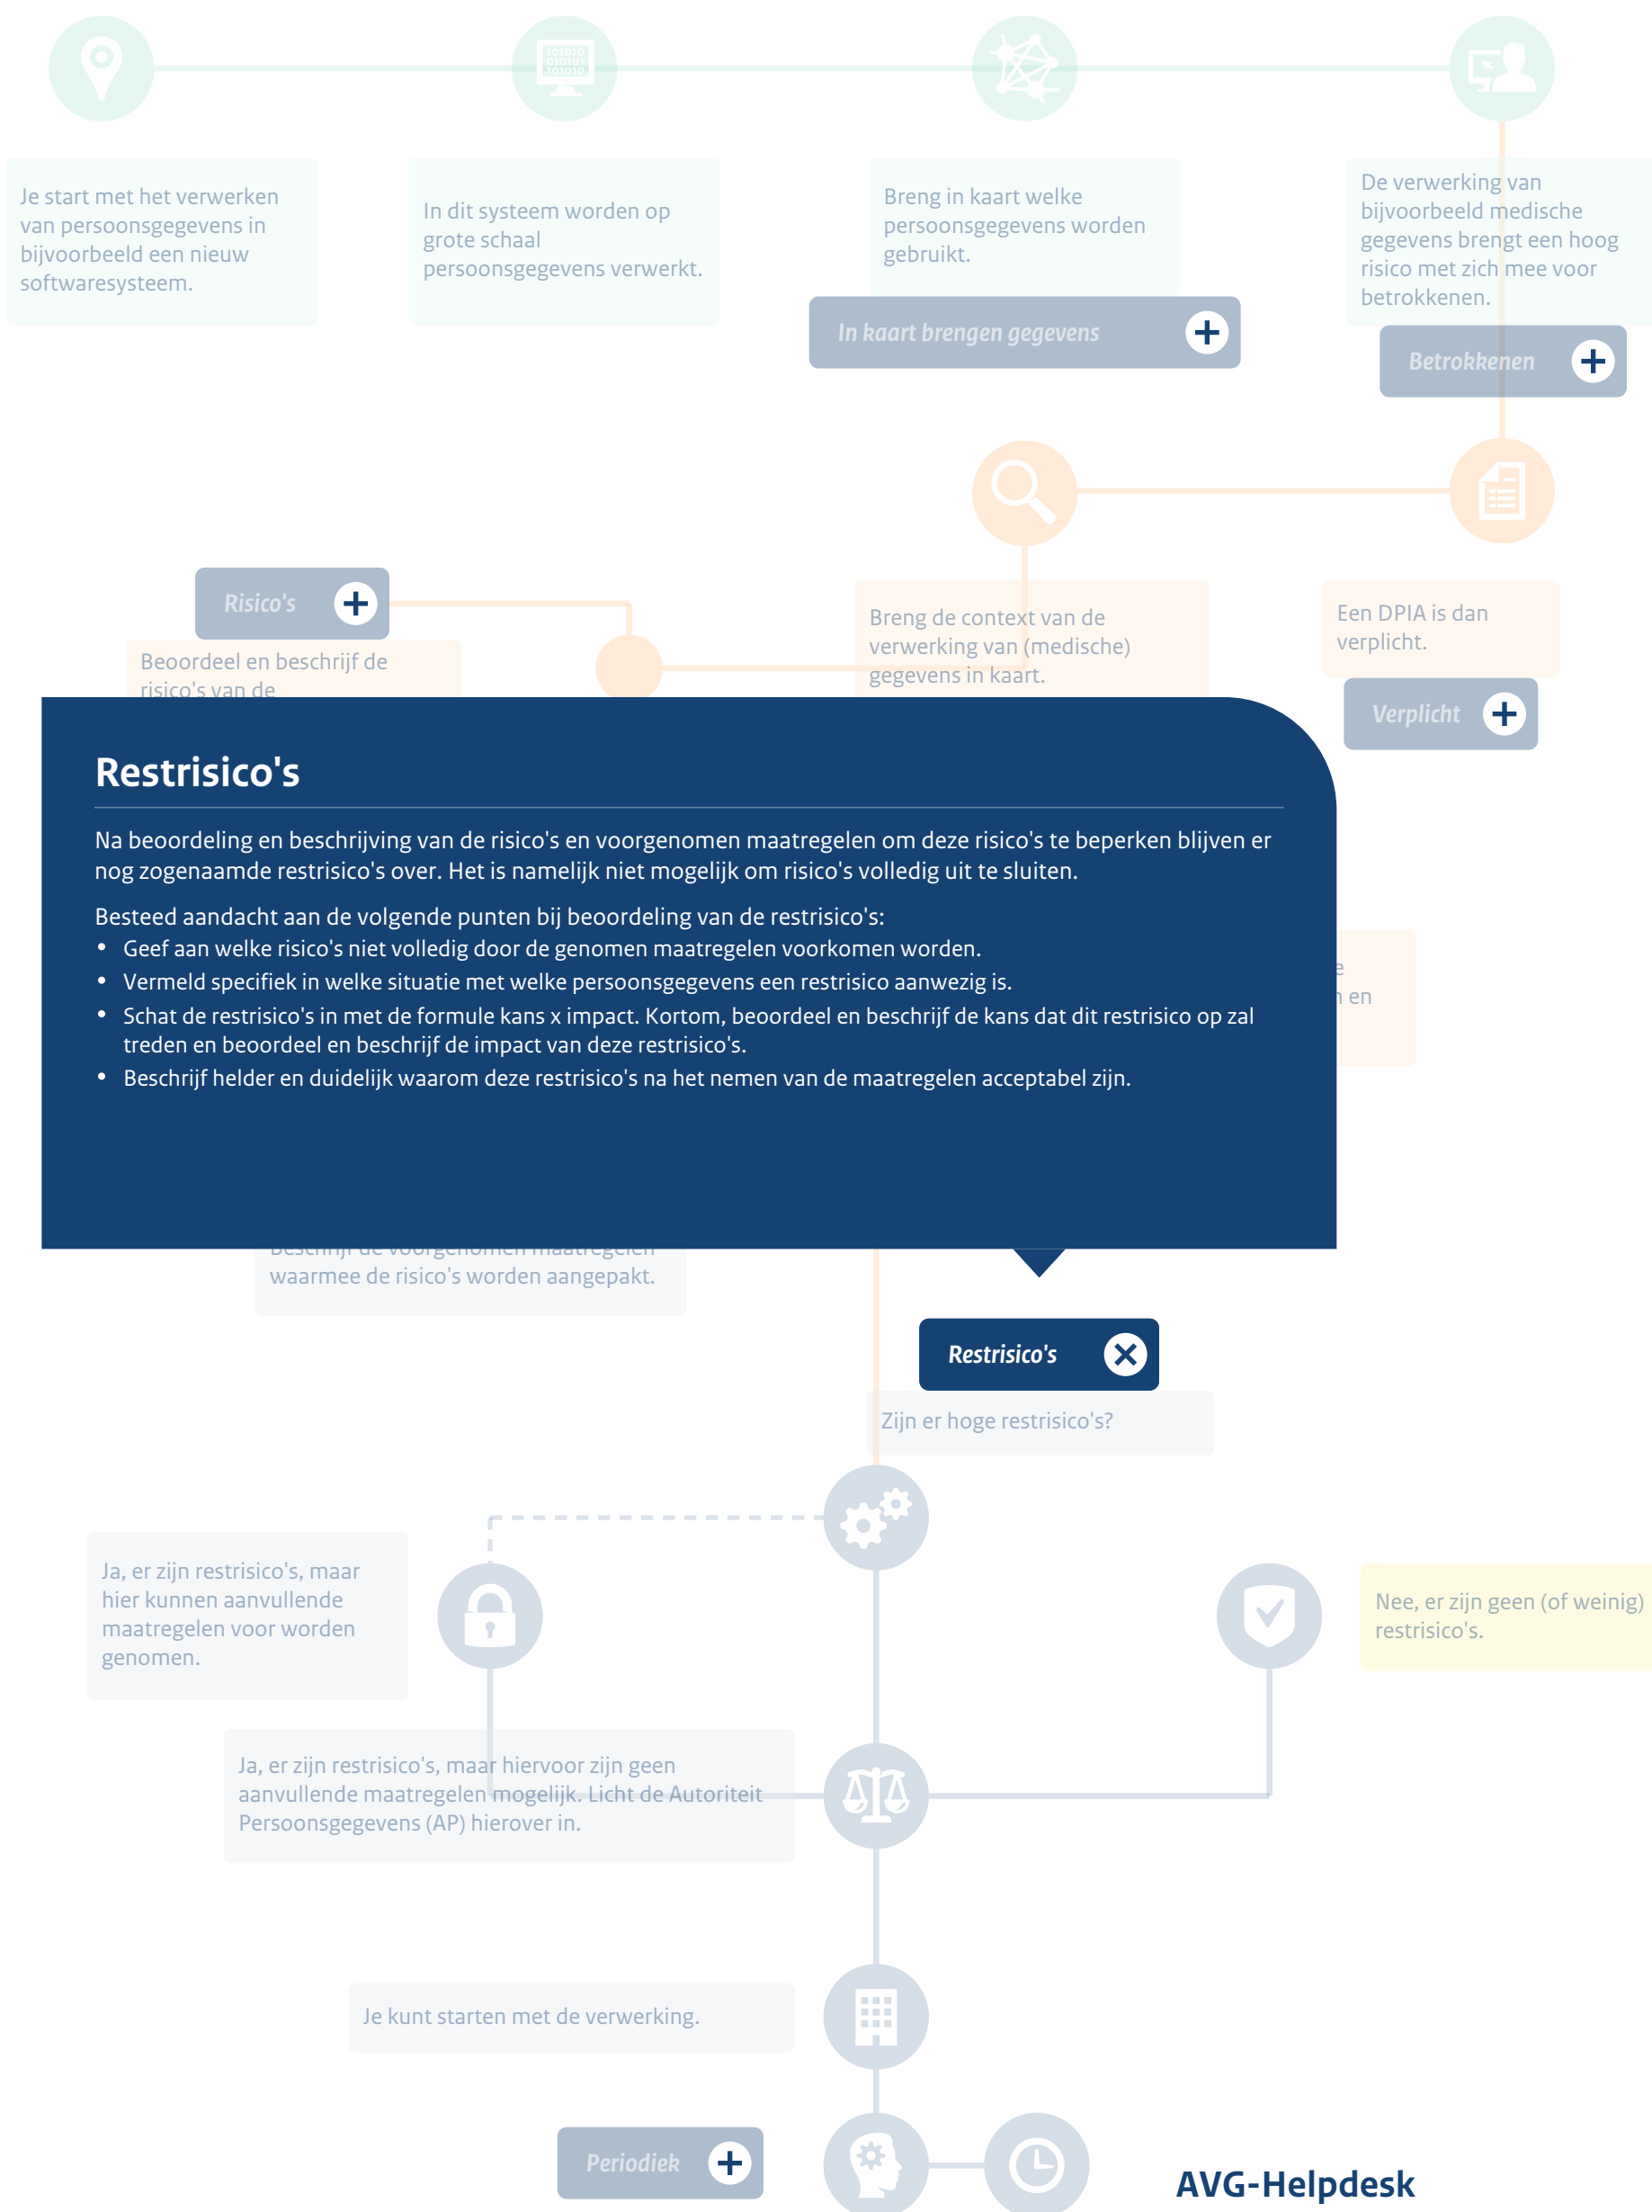 101010
010101
101010
Je start met het verwerken
van persoonsgegevens in
bijvoorbeeld een nieuw
softwaresysteem.
In dit systeem worden op
grote schaal
persoonsgegevens verwerkt.
Breng in kaart welke
persoonsgegevens worden
gebruikt.
In kaart brengen gegevens
De verwerking van
bijvoorbeeld medische
gegevens brengt een hoog
risico met zich mee voor
betrokkenen.
Betrokkenen
Risico's
Beoordeel en beschrijf de
risico's van de
Breng de context van de
verwerking van (medische)
gegevens in kaart.
Een DPIA is dan
verplicht.
Verplicht
Restrisico's
Na beoordeling en beschrijving van de risico's en voorgenomen maatregelen om deze risico's te beperken blijven er
nog zogenaamde restrisico's over. Het is namelijk niet mogelijk om risico's volledig uit te sluiten.
Besteed aandacht aan de volgende punten bij beoordeling van de restrisico's:
• Geef aan welke risico's niet volledig door de genomen maatregelen voorkomen worden.
• Vermeld specifiek in welke situatie met welke persoonsgegevens een restrisico aanwezig is.
• Schat de restrisico's in met de formule kans x impact. Kortom, beoordeel en beschrijf de kans dat dit restrisico op zal
treden en beoordeel en beschrijf de impact van deze restrisico's.
• Beschrijf helder en duidelijk waarom deze restrisico's na het nemen van de maatregelen acceptabel zijn.
en
Beschrijf de voorgenomen maatregelen
waarmee de risico's worden aangepakt.
Restrisico's
Zijn er hoge restrisico's?
Ja, er zijn restrisico's, maar
hier kunnen aanvullende
maatregelen voor worden
genomen.
Nee, er zijn geen (of weinig)
restrisico's.
Ja, er zijn restrisico's, maar hiervoor zijn geen
aanvullende maatregelen mogelijk. Licht de Autoriteit
Persoonsgegevens (AP) hierover in.
Je kunt starten met de verwerking.
Periodiek
AVG-Helpdesk